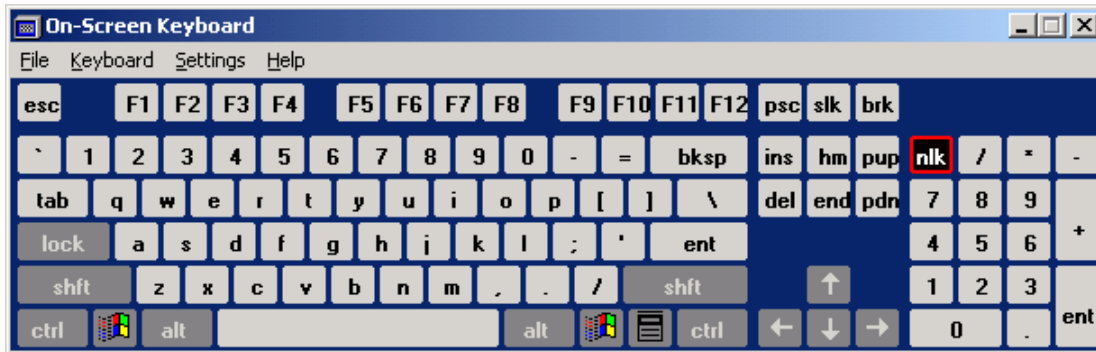 On-Screen Keyboard
File Keyboard Settings Help
esc F1 F2 F3 F4 F5 F6 F7 F8 F9 F10 F11 F12 psc slk brk
` 1 2 3 4 5 6 7 8 9 0 - = bksp ins hm pup nlk / * -
tab q w e r t y u i o p [ ] \ del end pdn 7 8 9 +
lock a s d f g h j k l ; ' ent 4 5 6
shft z x c v b n m , . / shft ↑ 1 2 3 ent
ctrl alt alt ctrl ← ↓ → 0 .